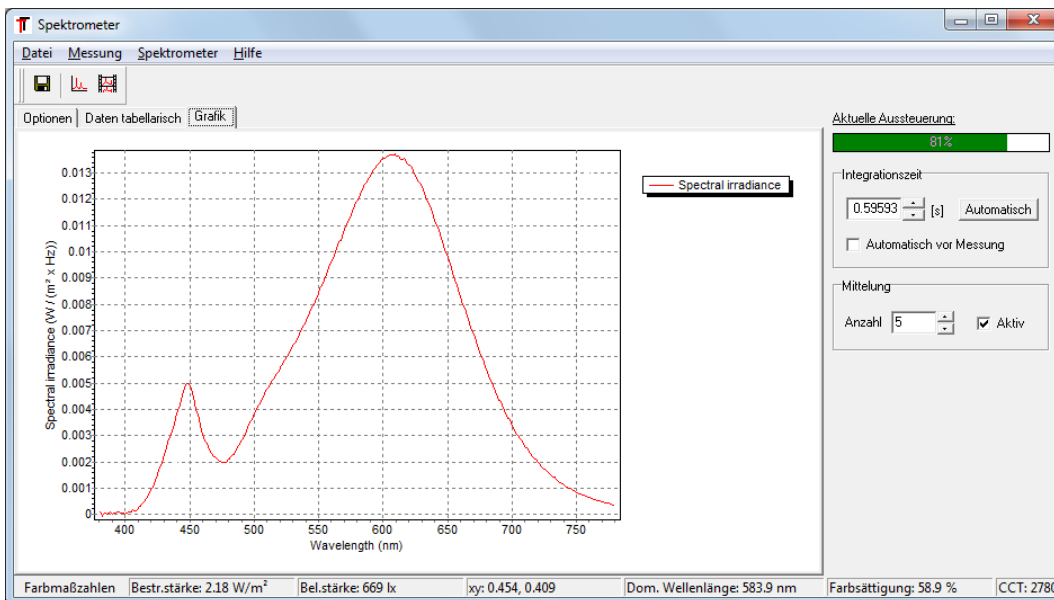 Spektrometer
Datei Messung Spektrometer Hilfe
Optionen Daten tabellarisch Grafik
Spectral irradiance (W / (m² x Hz))
0.013
0.012
0.011
0.01
0.009
0.008
0.007
0.006
0.005
0.004
0.003
0.002
0.001
0
400 450 500 550 600 650 700 750
Wavelength (nm)
Spectral irradiance
Aktuelle Aussteuerung:
81%
Integrationszeit
0.59593 [s] Automatisch
Automatisch vor Messung
Mittelung
Anzahl 5 Aktiv
Farbmaßzahlen Bestr.stärke: 2.18 W/m² Bel.stärke: 669 lx xy: 0.454, 0.409 Dom. Wellenlänge: 583.9 nm Farbsättigung: 58.9 % CCT: 2780